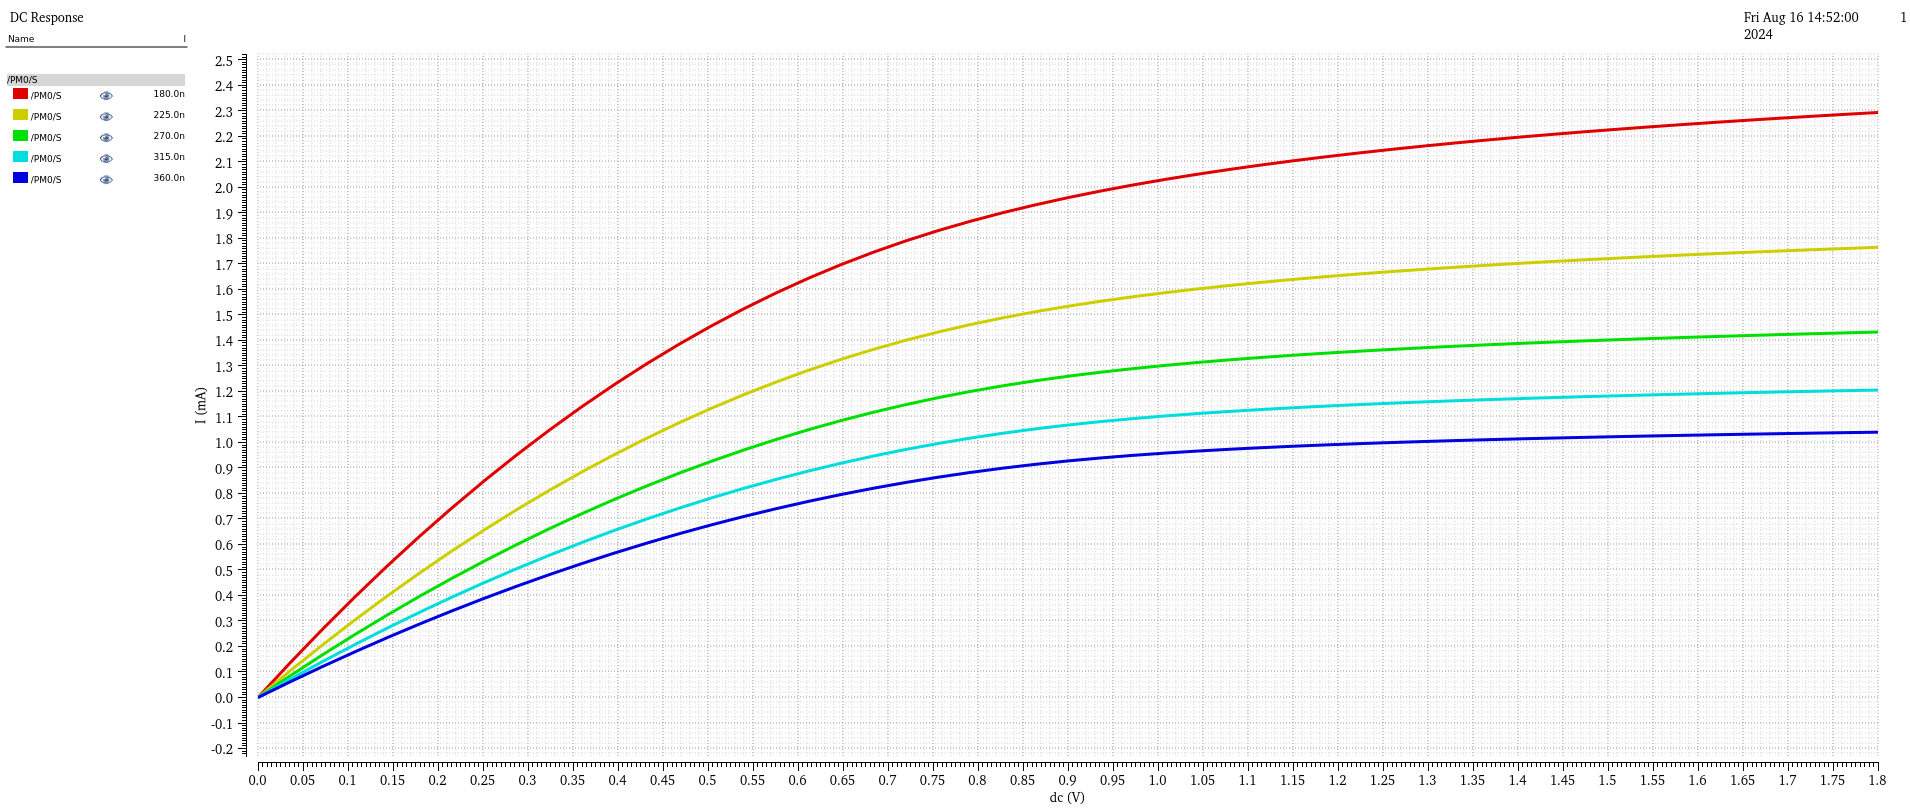 DC Response
Fri Aug 16 14:52:00 1
2024
Name I
/PM0/S
/PM0/S 180.0n
/PM0/S 225.0n
/PM0/S 270.0n
/PM0/S 315.0n
/PM0/S 360.0n
2.5
2.4
2.3
2.2
2.1
2.0
1.9
1.8
1.7
1.6
1.5
1.4
1.3
1.2
1.1
1.0
0.9
0.8
0.7
0.6
0.5
0.4
0.3
0.2
0.1
0.0
-0.1
-0.2
I (mA)
0.0 0.05 0.1 0.15 0.2 0.25 0.3 0.35 0.4 0.45 0.5 0.55 0.6 0.65 0.7 0.75 0.8 0.85 0.9 0.95 1.0 1.05 1.1 1.15 1.2 1.25 1.3 1.35 1.4 1.45 1.5 1.55 1.6 1.65 1.7 1.75 1.8
dc (V)